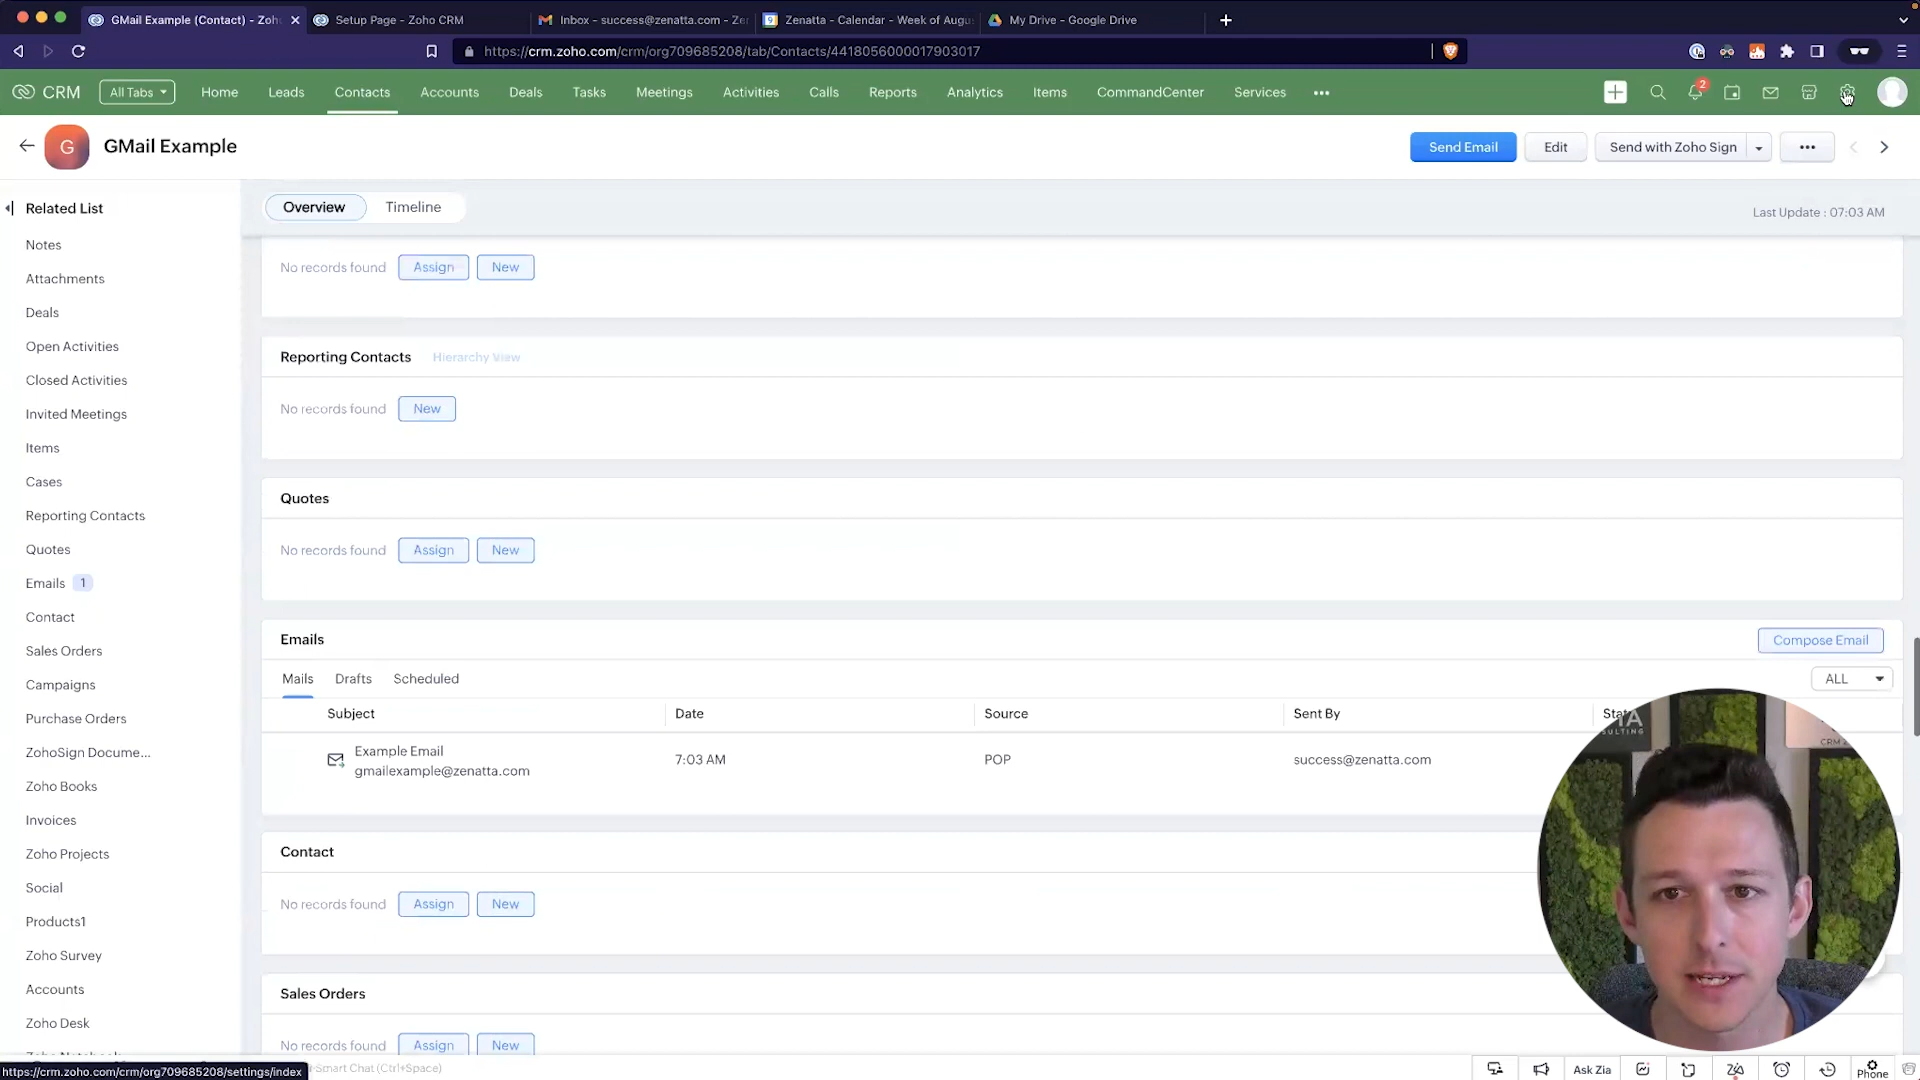 GMail Example (Contact) - Zoh
Setup Page - Zoho CRM
Inbox - success@zenatta.com - Ze
Zenatta - Calendar - Week of Augu
My Drive - Google Drive
https://crm.zoho.com/crm/org709685208/tab/Contacts/4418056000017903017
CRM
All Tabs
Home
Leads
Contacts
Accounts
Deals
Tasks
Meetings
Activities
Calls
Reports
Analytics
Items
CommandCenter
Services
2
G
GMail Example
Send Email
Edit
Send with Zoho Sign
Related List
Overview
Timeline
Last Update : 07:03 AM
Notes
Attachments
Deals
Open Activities
Closed Activities
Invited Meetings
Items
Cases
Reporting Contacts
Quotes
Emails 1
Contact
Sales Orders
Campaigns
Purchase Orders
ZohoSign Docume...
Zoho Books
Invoices
Zoho Projects
Social
Products1
Zoho Survey
Accounts
Zoho Desk
No records found
Assign
New
Reporting Contacts
Hierarchy View
No records found
New
Quotes
No records found
Assign
New
Emails
Compose Email
Mails
Drafts
Scheduled
ALL
Subject
Date
Source
Sent By
Example Email
gmailexample@zenatta.com
7:03 AM
POP
success@zenatta.com
Contact
No records found
Assign
New
Sales Orders
No records found
Assign
New
https://crm.zoho.com/crm/org709685208/settings/index
Smart Chat (Ctrl+Space)
Ask Zia
Phone